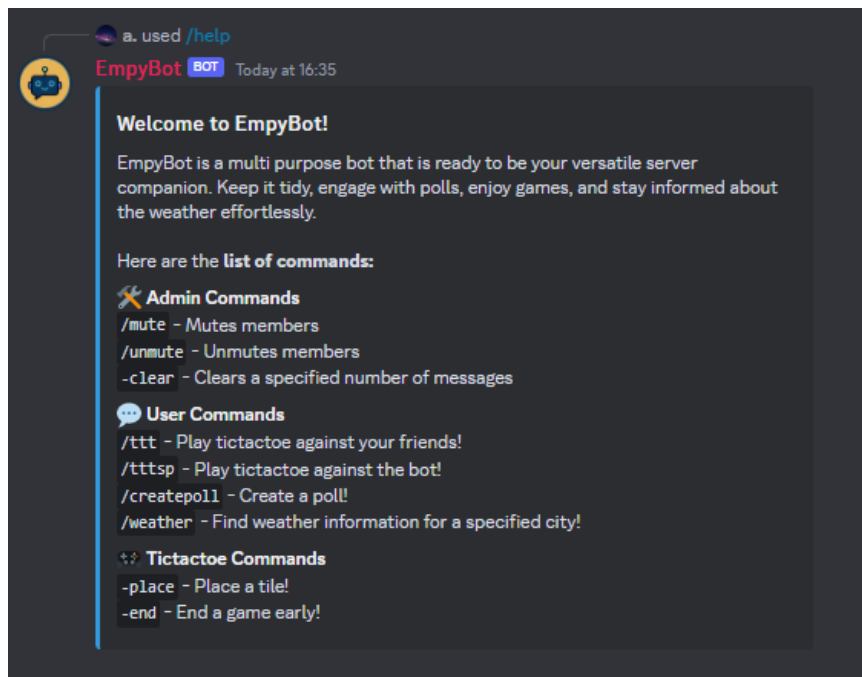 a. used /help
EmpyBot BOT Today at 16:35
Welcome to EmpyBot!
EmpyBot is a multi purpose bot that is ready to be your versatile server
companion. Keep it tidy, engage with polls, enjoy games, and stay informed about
the weather effortlessly.
Here are the list of commands:
Admin Commands
/mute - Mutes members
/unmute - Unmutes members
-clear - Clears a specified number of messages
User Commands
/ttt - Play tictactoe against your friends!
/tttsp - Play tictactoe against the bot!
/createpoll - Create a poll!
/weather - Find weather information for a specified city!
Tictactoe Commands
-place - Place a tile!
-end - End a game early!